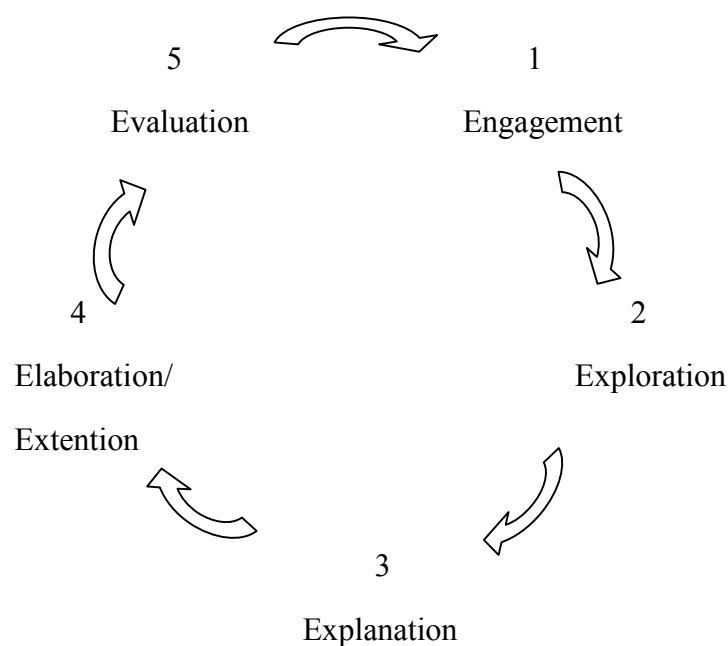 5
Evaluation
1
Engagement
2
Exploration
3
Explanation
4
Elaboration/
Extention